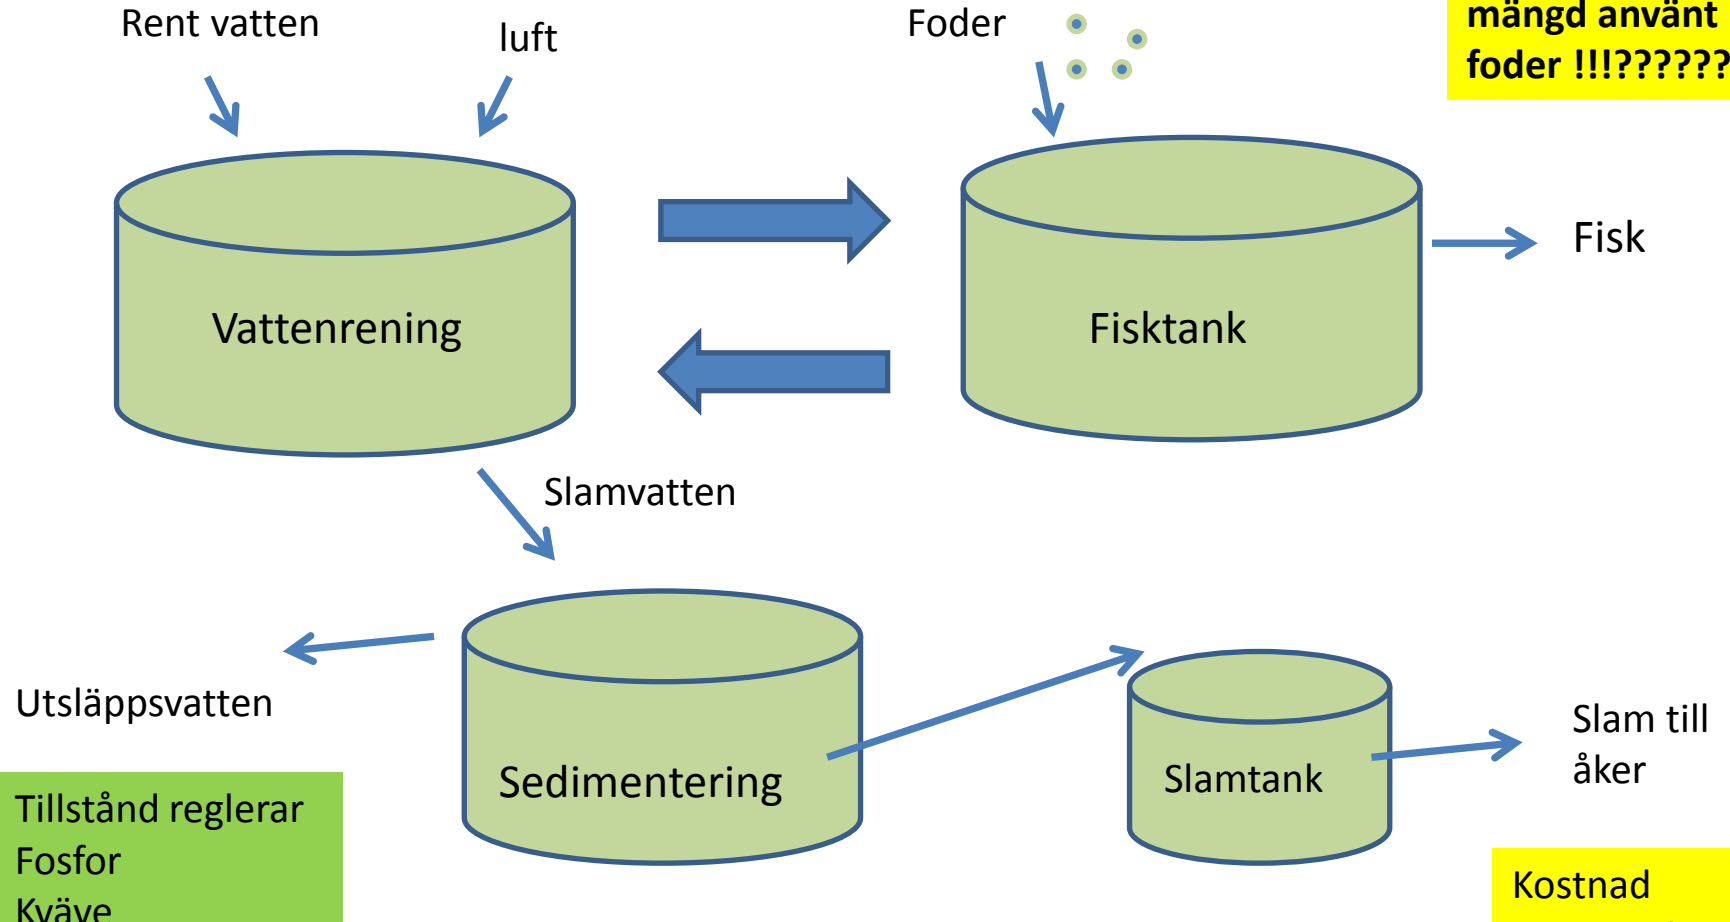 Rent vatten
luft
Foder
mängd använt
foder !!!??????
Fisk
Vattenrening
Fisktank
Slamvatten
Utsläppsvatten
Sedimentering
Slamtank
Slam till
åker
Tillstånd reglerar
Fosfor
Kväve
Kostnad